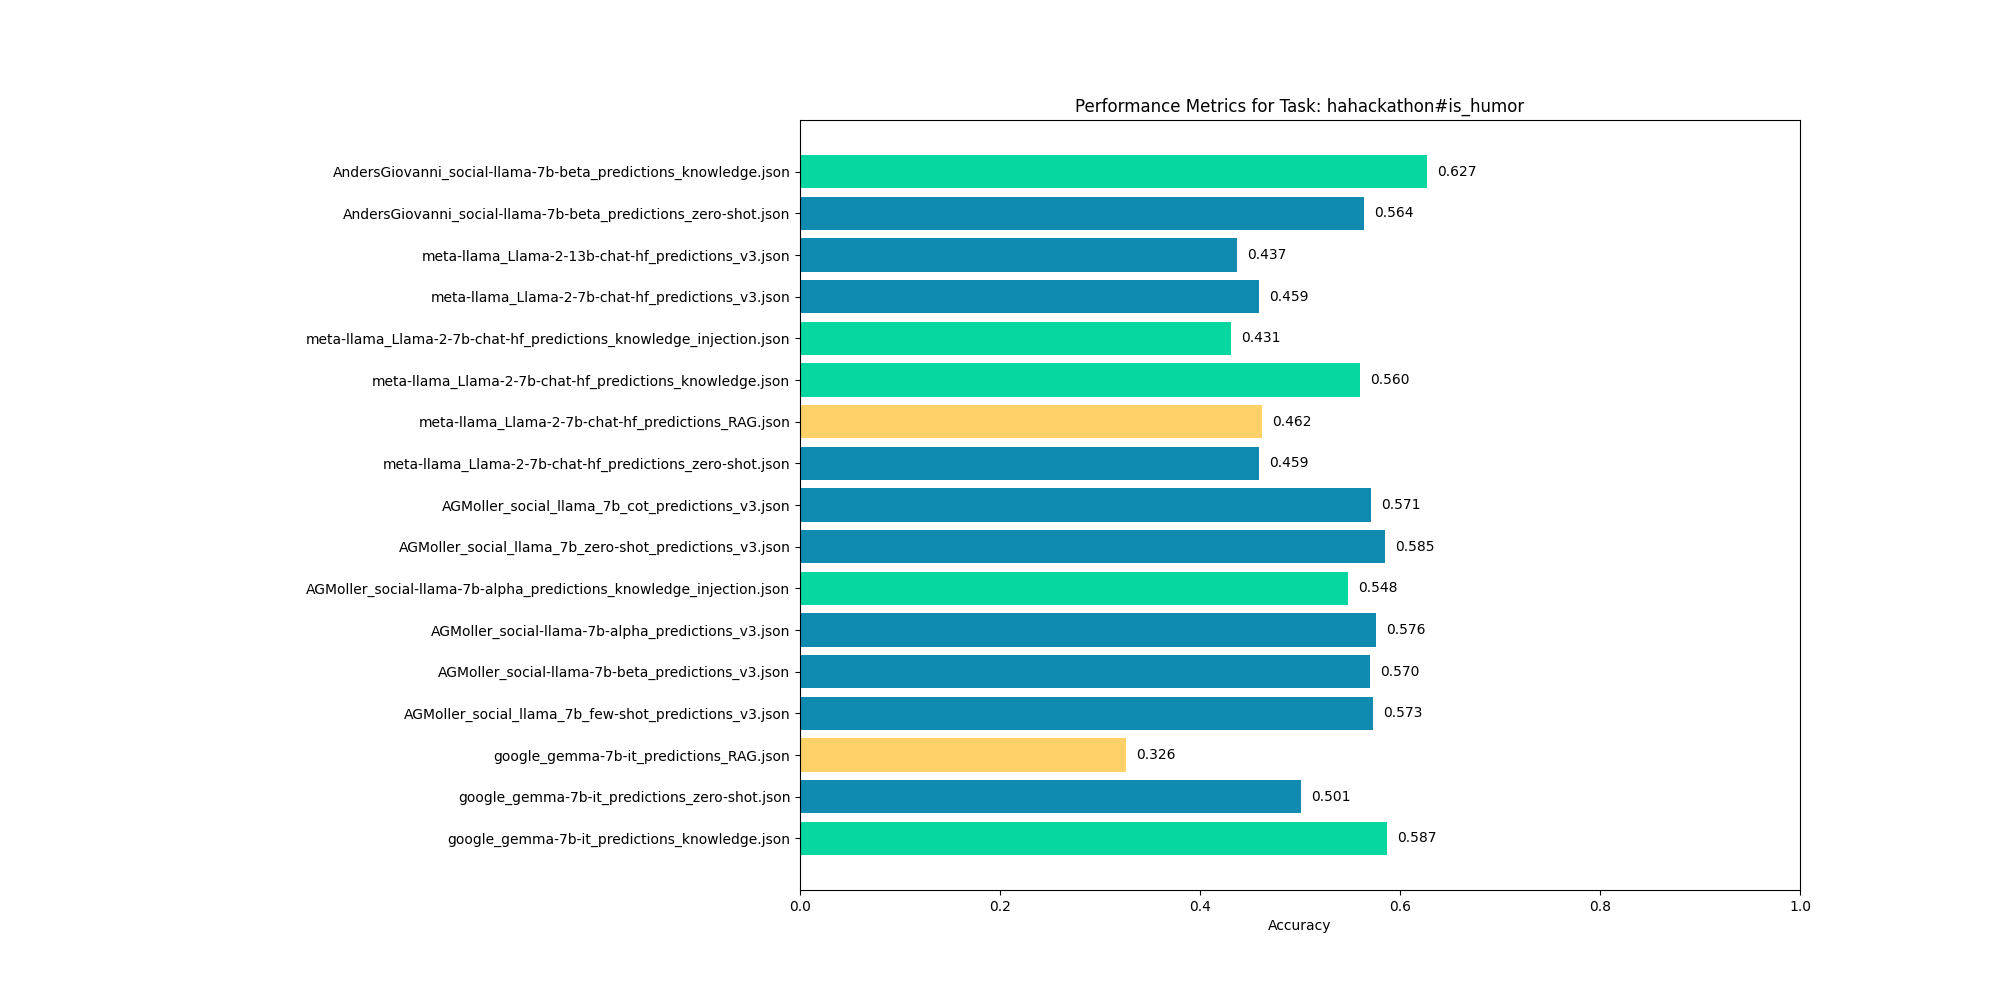 Performance Metrics for Task: hahackathon#is_humor
AndersGiovanni_social-llama-7b-beta_predictions_knowledge.json 0.627
AndersGiovanni_social-llama-7b-beta_predictions_zero-shot.json 0.564
meta-llama_Llama-2-13b-chat-hf_predictions_v3.json 0.437
meta-llama_Llama-2-7b-chat-hf_predictions_v3.json 0.459
meta-llama_Llama-2-7b-chat-hf_predictions_knowledge_injection.json 0.431
meta-llama_Llama-2-7b-chat-hf_predictions_knowledge.json 0.560
meta-llama_Llama-2-7b-chat-hf_predictions_RAG.json 0.462
meta-llama_Llama-2-7b-chat-hf_predictions_zero-shot.json 0.459
AGMoller_social_llama_7b_cot_predictions_v3.json 0.571
AGMoller_social_llama_7b_zero-shot_predictions_v3.json 0.585
AGMoller_social-llama-7b-alpha_predictions_knowledge_injection.json 0.548
AGMoller_social-llama-7b-alpha_predictions_v3.json 0.576
AGMoller_social-llama-7b-beta_predictions_v3.json 0.570
AGMoller_social_llama_7b_few-shot_predictions_v3.json 0.573
google_gemma-7b-it_predictions_RAG.json 0.326
google_gemma-7b-it_predictions_zero-shot.json 0.501
google_gemma-7b-it_predictions_knowledge.json 0.587
0.0 0.2 0.4 0.6 0.8 1.0
Accuracy